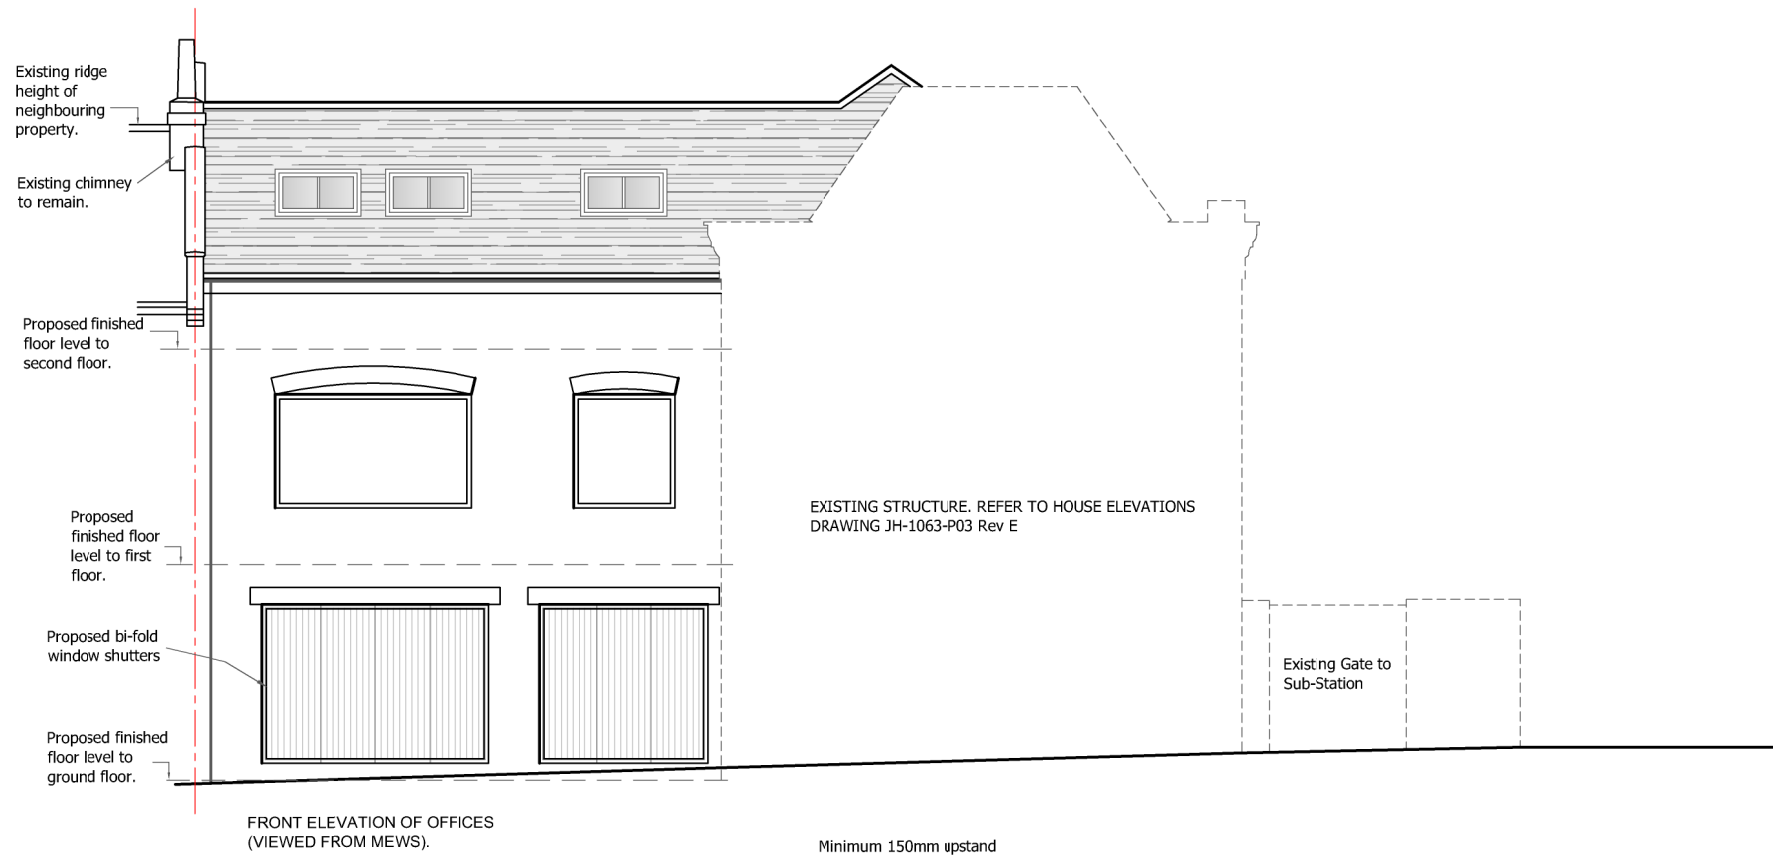 Existing ridge
height of
neighbouring
property.
Existing chimney
to remain.
Proposed finished
floor level to
second floor.
Proposed
finished floor
level to first
floor.
Proposed bi-fold
window shutters
Proposed finished
floor level to
ground floor.
EXISTING STRUCTURE. REFER TO HOUSE ELEVATIONS
DRAWING JH-1063-P03 Rev E
Existng Gate to
Sub-Station
FRONT ELEVATION OF OFFICES
(VIEWED FROM MEWS).
Minimum 150mm upstand